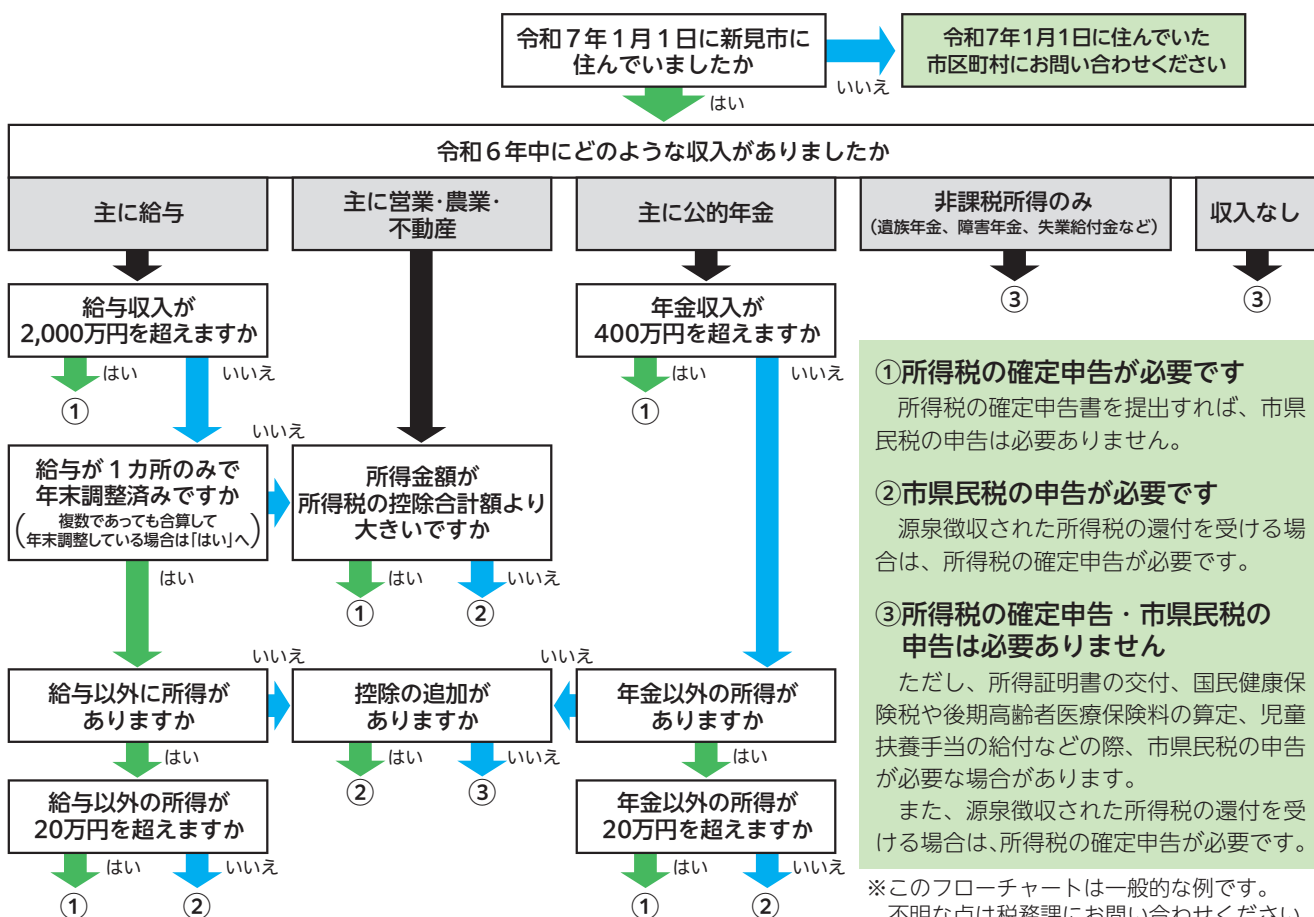 令和7年1月1日に新見市に
住んでいましたか
いいえ
令和7年1月1日に住んでいた
市区町村にお問い合わせください
はい
令和6年中にどのような収入がありましたか
主に給与
主に営業・農業・
不動産
主に公的年金
非課税所得のみ
（遺族年金、障害年金、失業給付金など）
収入なし
③
③
給与収入が
2,000万円を超えますか
はい
いいえ
①
年金収入が
400万円を超えますか
はい
いいえ
①
給与が1カ所のみで
年末調整済みですか
（複数であっても合算して
年末調整している場合は「はい」へ）
いいえ
はい
所得金額が
所得税の控除合計額より
大きいですか
はい
いいえ
①
②
給与以外に所得が
ありますか
いいえ
はい
控除の追加が
ありますか
はい
いいえ
②
③
年金以外の所得が
ありますか
いいえ
はい
給与以外の所得が
20万円を超えますか
はい
いいえ
①
②
年金以外の所得が
20万円を超えますか
はい
いいえ
①
②
①所得税の確定申告が必要です
所得税の確定申告書を提出すれば、市県
民税の申告は必要ありません。
②市県民税の申告が必要です
源泉徴収された所得税の還付を受ける場
合は、所得税の確定申告が必要です。
③所得税の確定申告・市県民税の
申告は必要ありません
ただし、所得証明書の交付、国民健康保
険税や後期高齢者医療保険料の算定、児童
扶養手当の給付などの際、市県民税の申告
が必要な場合があります。
また、源泉徴収された所得税の還付を受
ける場合は、所得税の確定申告が必要です。
※このフローチャートは一般的な例です。
不明な点は税務課にお問い合わせください